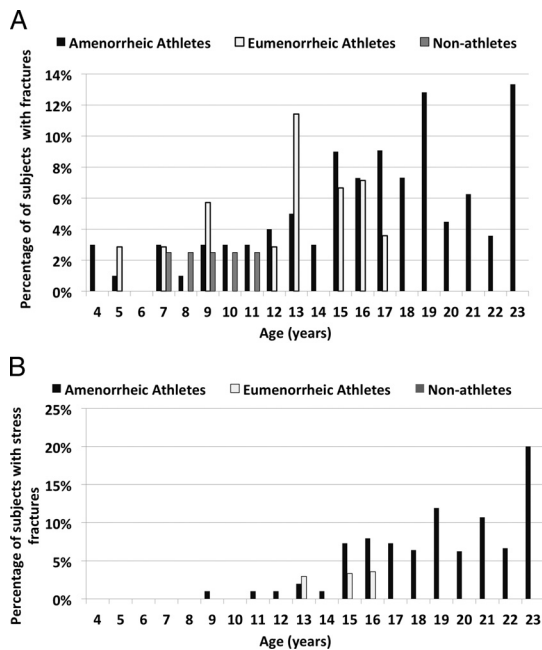 A
Amenorrheic Athletes Eumenorrheic Athletes Non-athletes
Percentage of of subjects with fractures
14%
12%
10%
8%
6%
4%
2%
0%
4 5 6 7 8 9 10 11 12 13 14 15 16 17 18 19 20 21 22 23
Age (years)
B
Amenorrheic Athletes Eumenorrheic Athletes Non-athletes
Percentage of subjects with stress
fractures
25%
20%
15%
10%
5%
0%
4 5 6 7 8 9 10 11 12 13 14 15 16 17 18 19 20 21 22 23
Age (years)